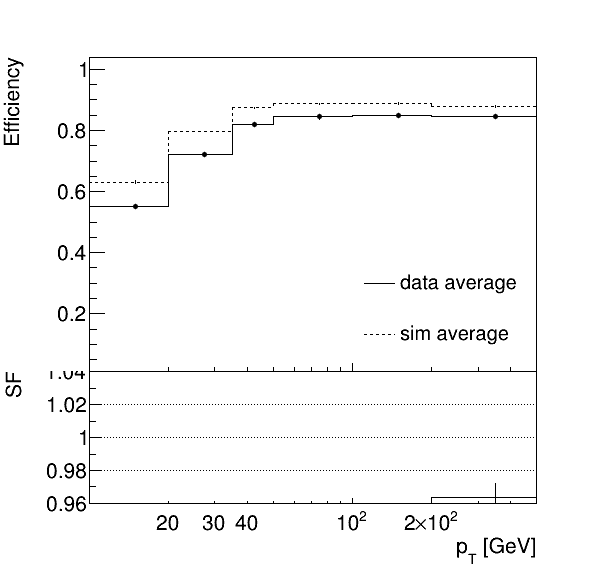 Efficiency
1
0.8
0.6
0.4
0.2
data average
sim average
SF
1.04
1.02
1
0.98
0.96
20 30 40 10² 2×10²
p_T [GeV]